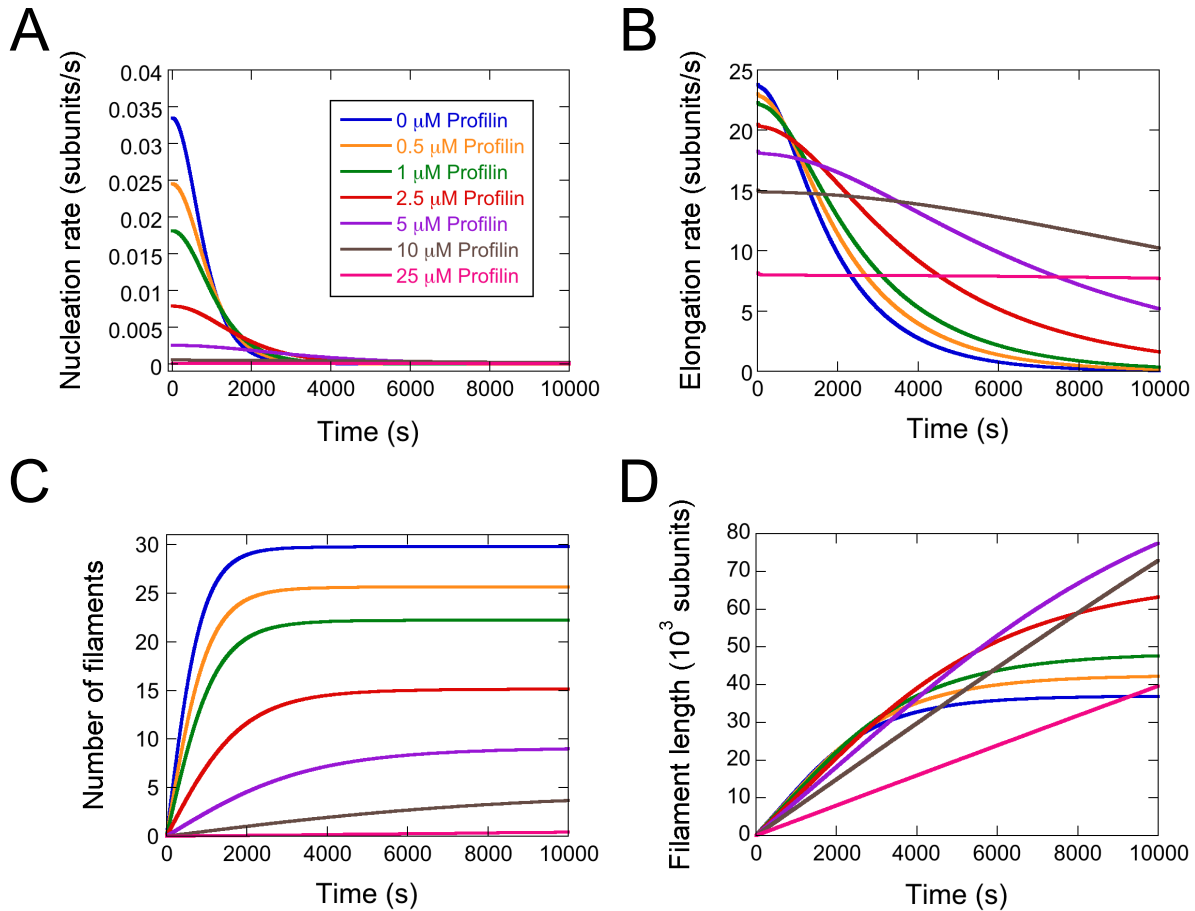 A
Nucleation rate (subunits/s)
0.04
0.035
0.03
0.025
0.02
0.015
0.01
0.005
0
0 μM Profilin
0.5 μM Profilin
1 μM Profilin
2.5 μM Profilin
5 μM Profilin
10 μM Profilin
25 μM Profilin
0 2000 4000 6000 8000 10000
Time (s)
B
Elongation rate (subunits/s)
25
20
15
10
5
0
0 2000 4000 6000 8000 10000
Time (s)
C
Number of filaments
30
25
20
15
10
5
0
0 2000 4000 6000 8000 10000
Time (s)
D
Filament length (10³ subunits)
80
70
60
50
40
30
20
10
0
0 2000 4000 6000 8000 10000
Time (s)